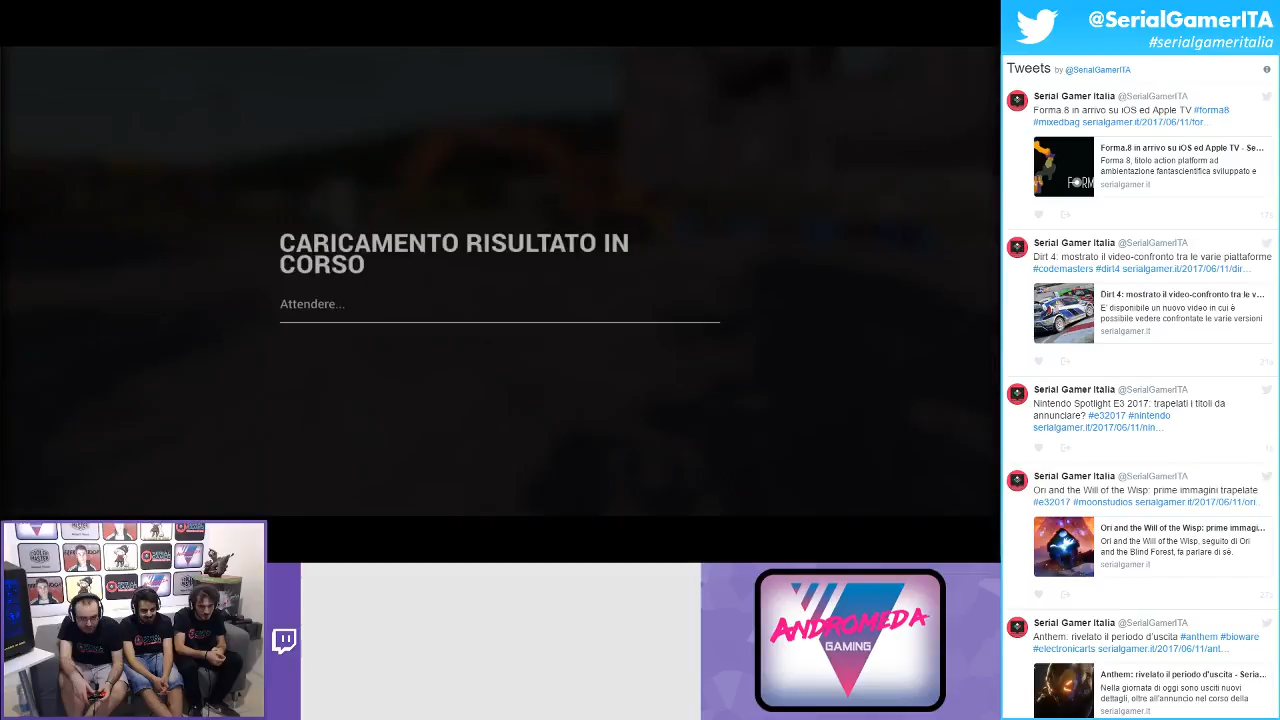 @SerialGamerITA
#serialgameritalia
Tweets by @SerialGamerITA
Serial Gamer Italia @SerialGamerITA
Forma.8 in arrivo su iOS ed Apple TV #forma8
#mixedbag serialgamer.it/2017/06/11/for...
Forma.8 in arrivo su iOS ed Apple TV - Se...
Forma 8, titolo action platform ad
ambientazione fantascientifica sviluppato e
serialgamer.it
17s
Serial Gamer Italia @SerialGamerITA
Dirt 4: mostrato il video-confronto tra le varie piattaforme
#codemasters #dirt4 serialgamer.it/2017/06/11/dir...
Dirt 4: mostrato il video-confronto tra le v...
E' disponibile un nuovo video in cui è
possibile vedere confrontate le varie versioni
serialgamer.it
Serial Gamer Italia @SerialGamerITA
Nintendo Spotlight E3 2017: trapelati i titoli da
annunciare? #e32017 #nintendo
serialgamer.it/2017/06/11/nin...
Serial Gamer Italia @SerialGamerITA
Ori and the Will of the Wisp: prime immagini trapelate
#e32017 #moonstudios serialgamer.it/2017/06/11/ori..
Ori and the Will of the Wisp: prime immagi...
Ori and the Will of the Wisp, seguito di Ori
and the Blind Forest, fa parlare di sè.
serialgamer.it
Serial Gamer Italia @SerialGamerITA
Anthem: rivelato il periodo d'uscita #anthem #bioware
#electronicarts serialgamer.it/2017/06/11/ant...
Anthem: rivelato il periodo d'uscita - Seria...
Nella giornata di oggi sono usciti nuovi
dettagli, oltre all'annuncio nel corso della
serialgamer.it
CARICAMENTO RISULTATO IN
CORSO
Attendere...
ANDROMEDA
GAMING